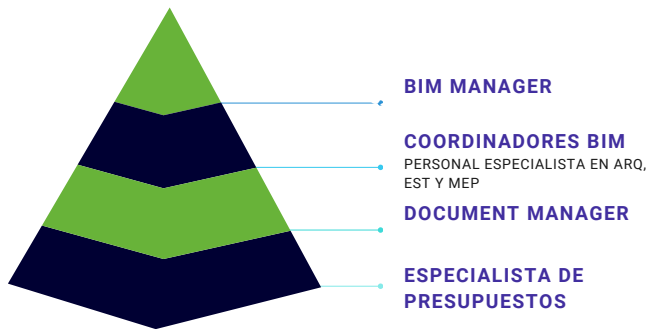 BIM MANAGER
COORDINADORES BIM
PERSONAL ESPECIALISTA EN ARQ,
EST Y MEP
DOCUMENT MANAGER
ESPECIALISTA DE
PRESUPUESTOS